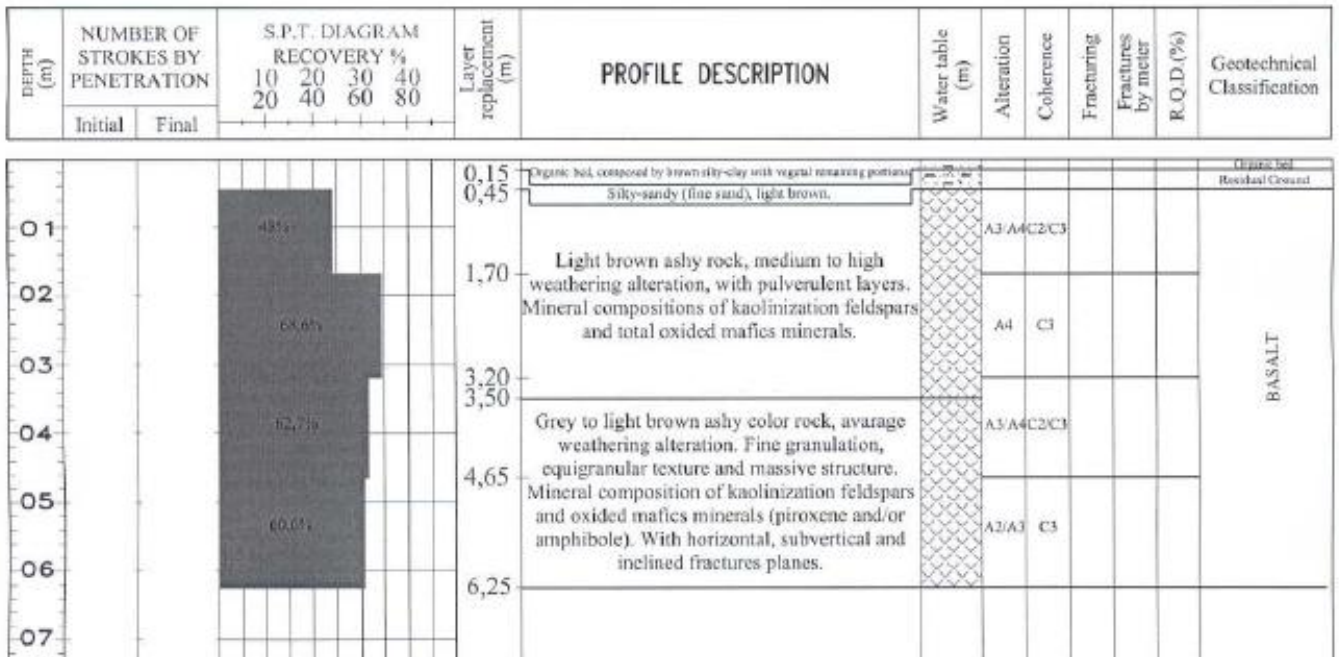 DEPTH (m)
NUMBER OF
STROKES BY
PENETRATION
Initial Final
S.P.T. DIAGRAM
RECOVERY %
10 20 30 40
20 40 60 80
Layer
replacement
(m)
PROFILE DESCRIPTION
Water table
(m)
Alteration
Coherence
Fracturing
Fractures
by meter
R.Q.D.(%)
Geotechnical
Classification
0,15 Organic bed, composed by brown silty-clay with vegetal remaining portions. Organic bed
0,45 Silky-sandy (fine sand), light brown. Residual Ground
01
A3/A4 C2/C3
1,70
Light brown ashy rock, medium to high
weathering alteration, with pulverulent layers.
Mineral compositions of kaolinization feldspars
and total oxided mafics minerals.
02
68,6%
A4 C3
03
3,20
3,50
BASALT
04
62,7%
A3/A4 C2/C3
Grey to light brown ashy color rock, avarage
weathering alteration. Fine granulation,
equigranular texture and massive structure.
Mineral composition of kaolinization feldspars
and oxided mafics minerals (piroxene and/or
amphibole). With horizontal, subvertical and
inclined fractures planes.
4,65
05
60,6%
A2/A3 C3
06
6,25
07